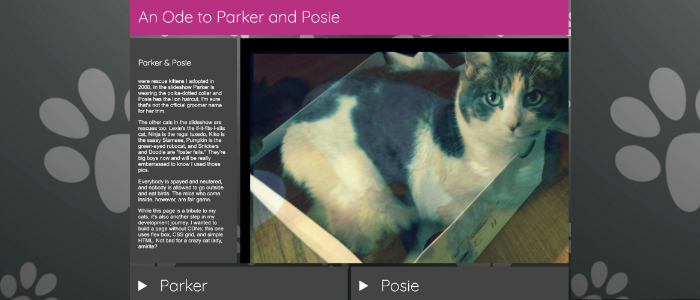 An Ode to Parker and Posie
Parker & Posie
were rescue kittens I adopted in
2000. In the slideshow Parker is
wearing the polka-dotted collar and
Posie has the lion haircut. I'm sure
that's not the official groomer name
for her trim.
The other cats in the slideshow are
rescues too. Lexie's the if-it-fits-I-sits
cat, Ninja is the regal tuxedo, Kiko is
the sassy Siamese, Pumpkin is the
green-eyed robocat, and Snickers
and Doodle are "foster fails." They're
big boys now and will be really
embarrassed to know I used those
pics.
Everybody is spayed and neutered,
and nobody is allowed to go outside
and eat birds. The mice who come
inside, however, are fair game.
While this page is a tribute to my
cats, it's also another step in my
development journey. I wanted to
build a page without CDNs; this one
uses flex box, CSS grid, and simple
HTML. Not bad for a crazy cat lady,
amirite?
Parker
Posie